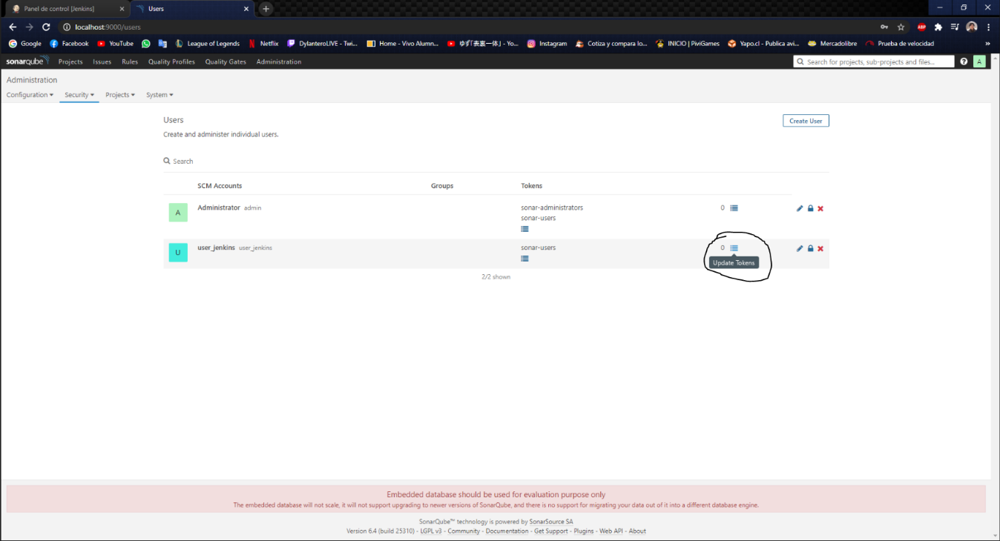 Panel de control [Jenkins]
Users
localhost:9000/users
Google
Facebook
YouTube
League of Legends
Netflix
DylanteroLIVE - Twi...
Home - Vivo Alumn...
ゆず「表裏一体」- Yo...
Instagram
Cotiza y compara lo...
INICIO | PiviGames
Yapo.cl - Publica avi...
Mercadolibre
Prueba de velocidad
»
sonarqube Projects Issues Rules Quality Profiles Quality Gates Administration
Search for projects, sub-projects and files...
? A
Administration
Configuration Security Projects System
Users
Create User
Create and administer individual users.
Search
SCM Accounts Groups Tokens
A Administrator admin sonar-administrators 0
sonar-users
U user_jenkins user_jenkins sonar-users 0
Update Tokens
2/2 shown
Embedded database should be used for evaluation purpose only
The embedded database will not scale, it will not support upgrading to newer versions of SonarQube, and there is no support for migrating your data out of it into a different database engine.
SonarQube™ technology is powered by SonarSource SA
Version 6.4 (build 25310) - LGPL v3 - Community - Documentation - Get Support - Plugins - Web API - About